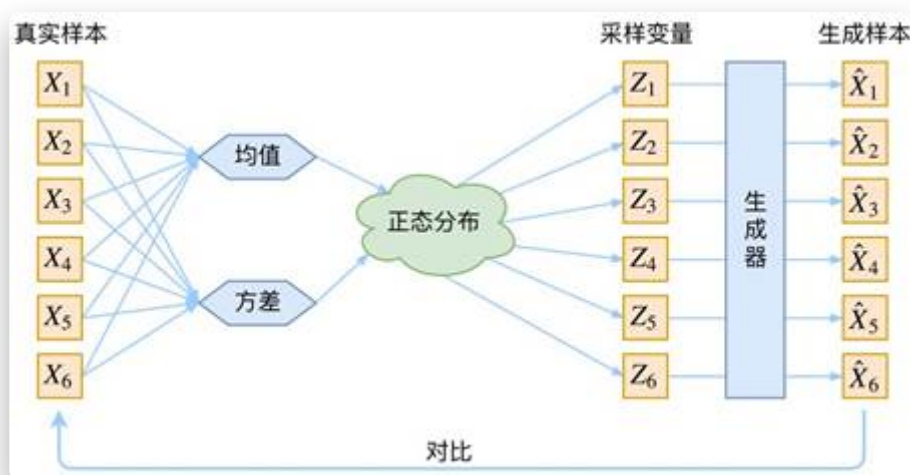 真实样本 采样变量 生成样本
X₁ Z₁ X̂₁
X₂ 均值 Z₂ X̂₂
X₃ Z₃ X̂₃
正态分布 生成器
X₄ Z₄ X̂₄
X₅ 方差 Z₅ X̂₅
X₆ Z₆ X̂₆
对比